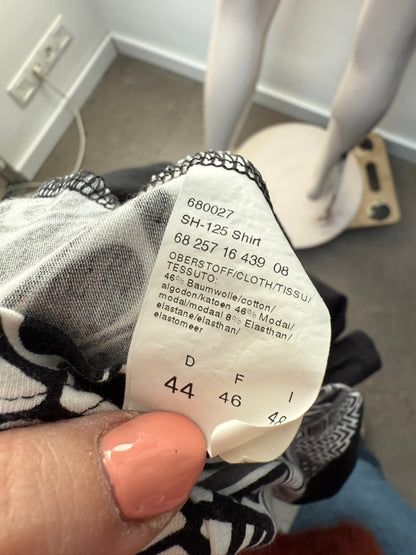 680027
SH-125 Shirt
68 257 16 439 08
OBERSTOFF/CLOTH/TISSU/
TESSUTO:
46% Baumwolle/cotton/
algodon/katoen 46% Modal/
modal/modaal 8% Elasthan/
elastane/elasthan/
elastomeer
D F I
44 46